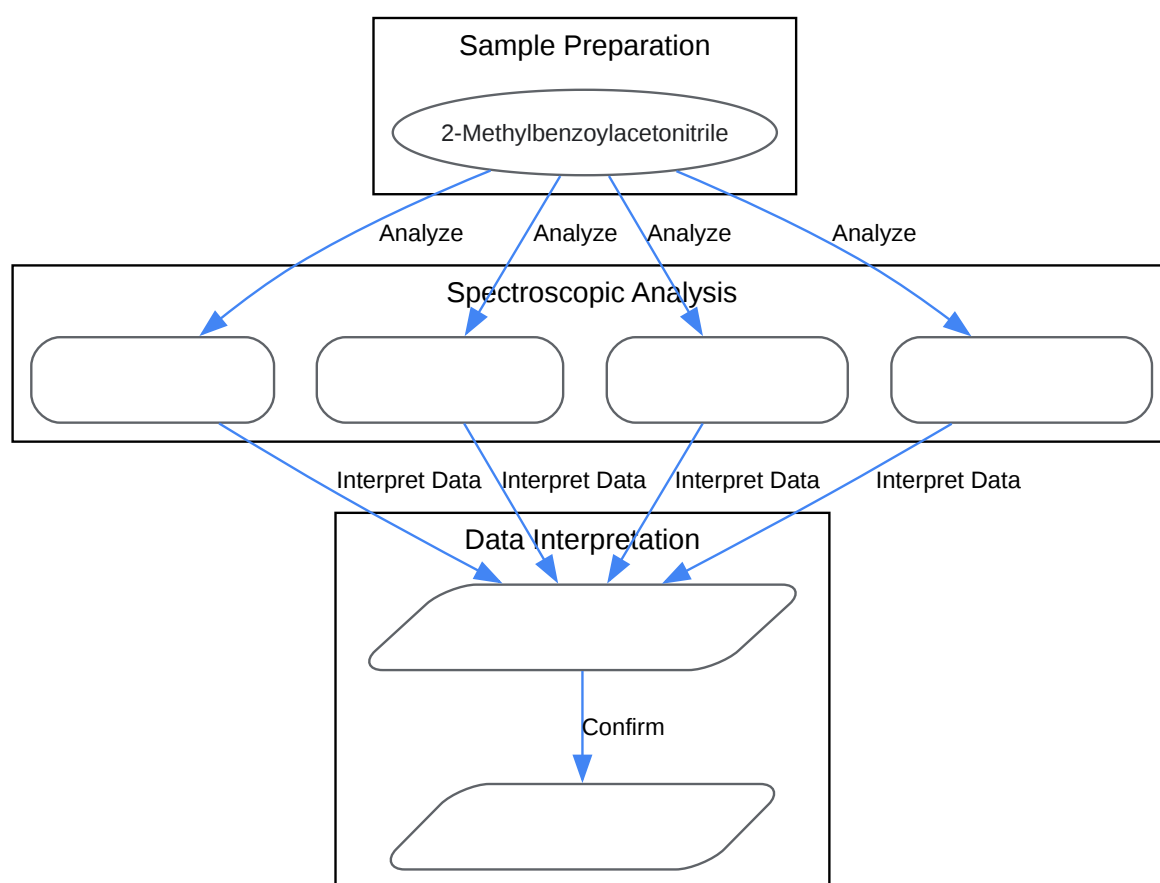 Sample Preparation
2-Methylbenzoylacetonitrile
Analyze
Analyze
Analyze
Analyze
Spectroscopic Analysis
Interpret Data
Interpret Data
Interpret Data
Interpret Data
Data Interpretation
Confirm